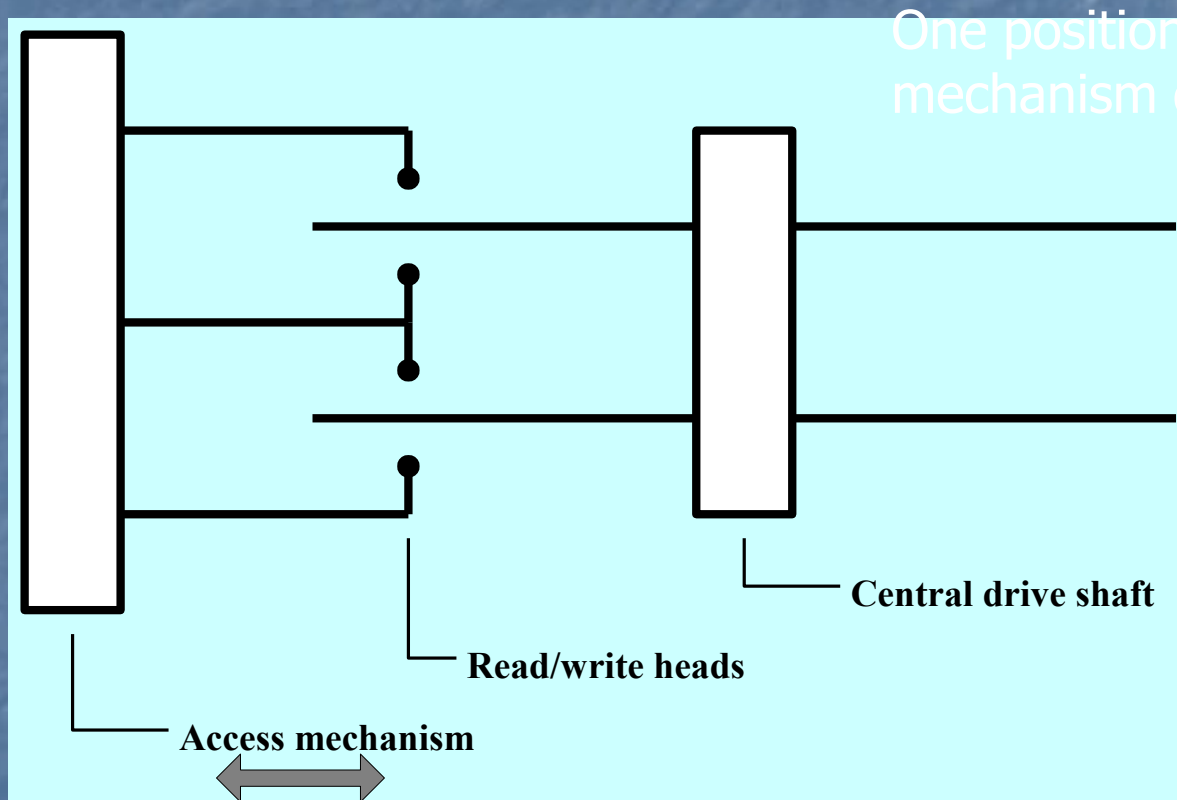 One position
mechanism
Central drive shaft
Read/write heads
Access mechanism